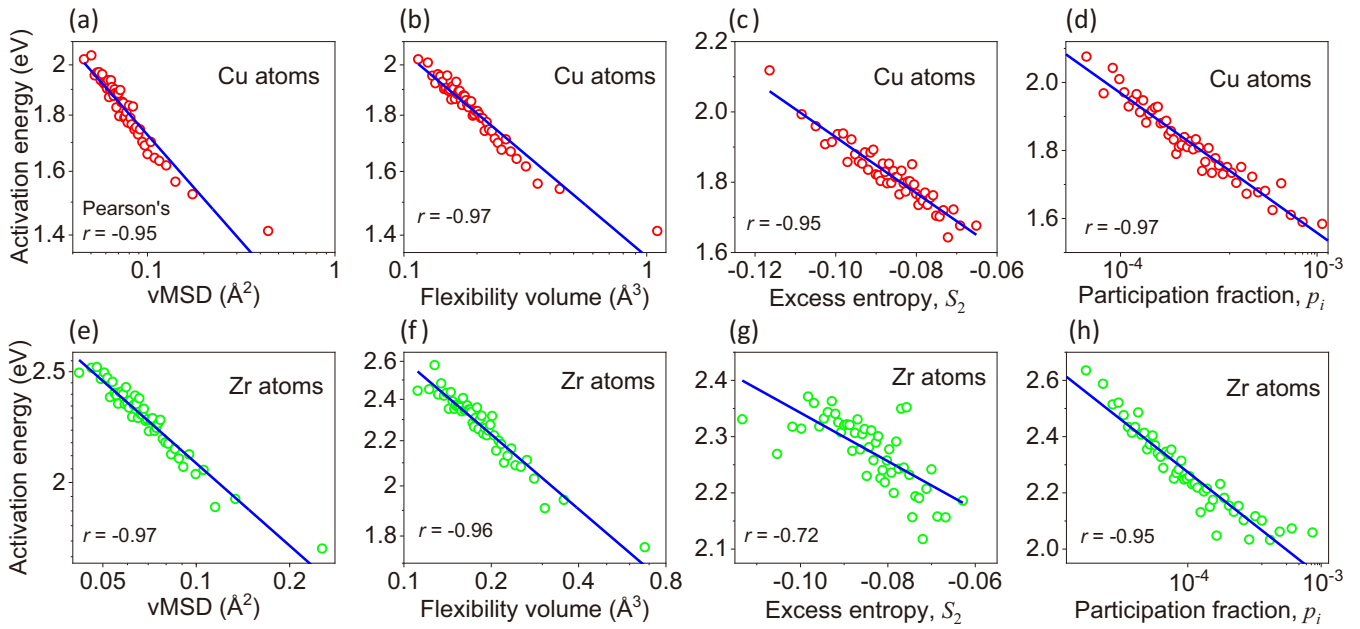 (a)
Activation energy (eV)
2
1.8
1.6
1.4
Cu atoms
Pearson's
r = -0.95
0.1
1
vMSD (Å²)
(b)
2
1.8
1.6
1.4
Cu atoms
r = -0.97
0.1
1
Flexibility volume (Å³)
(c)
2.2
2.0
1.8
1.6
Cu atoms
r = -0.95
-0.12
-0.10
-0.08
-0.06
Excess entropy, S₂
(d)
2.0
1.8
1.6
Cu atoms
r = -0.97
10⁻⁴
10⁻³
Participation fraction, pᵢ
(e)
Activation energy (eV)
2.5
2
Zr atoms
r = -0.97
0.05
0.1
0.2
vMSD (Å²)
(f)
2.6
2.4
2.2
2
1.8
Zr atoms
r = -0.96
0.1
0.2
0.4
0.8
Flexibility volume (Å³)
(g)
2.4
2.3
2.2
2.1
Zr atoms
r = -0.72
-0.10
-0.08
-0.06
Excess entropy, S₂
(h)
2.6
2.4
2.2
2.0
Zr atoms
r = -0.95
10⁻⁴
10⁻³
Participation fraction, pᵢ